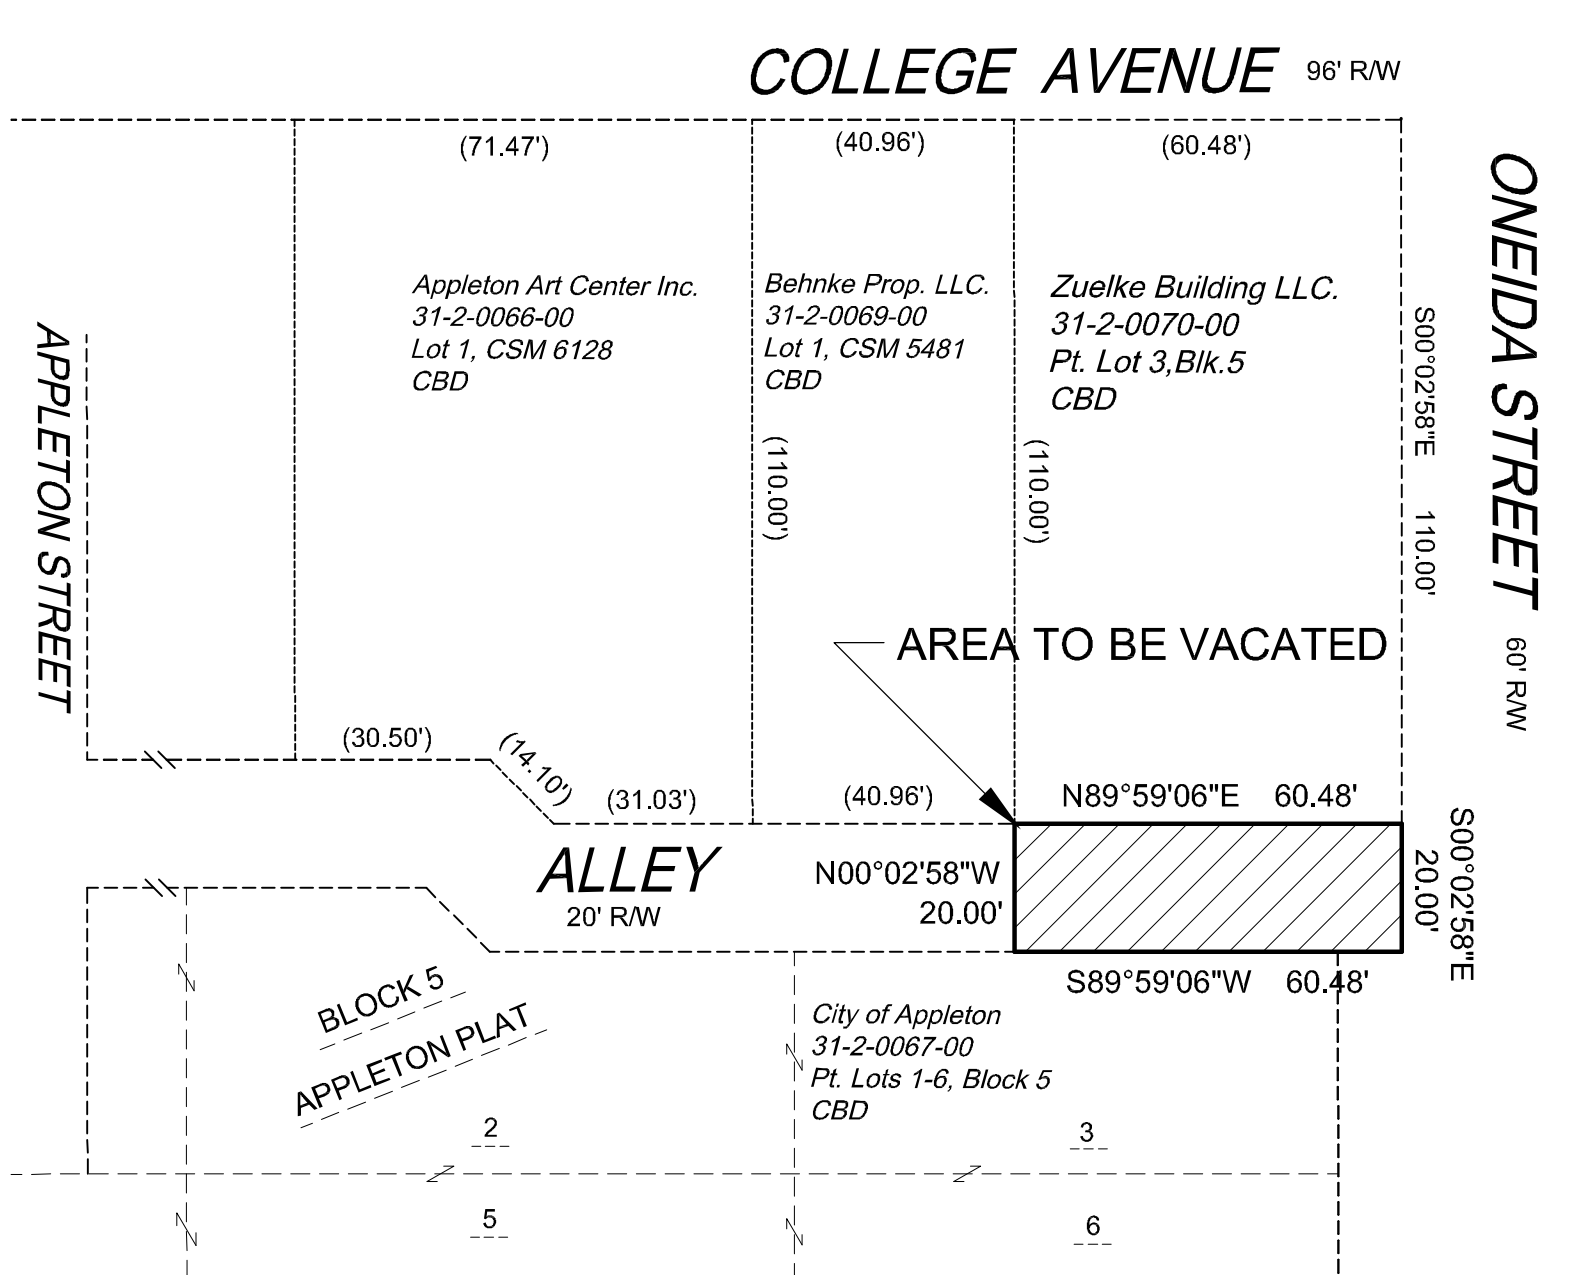 COLLEGE AVENUE 96' R/W
(71.47')
(40.96')
(60.48')
ONEIDA STREET 60' R/W
APPLETON STREET
Appleton Art Center Inc.
31-2-0066-00
Lot 1, CSM 6128
CBD
Behnke Prop. LLC.
31-2-0069-00
Lot 1, CSM 5481
CBD
Zuelke Building LLC.
31-2-0070-00
Pt. Lot 3,Blk.5
CBD
S00°02'58"E 110.00'
(110.00')
(110.00')
AREA TO BE VACATED
(30.50')
(14.10')
(31.03')
(40.96')
N89°59'06"E 60.48'
ALLEY
20' R/W
N00°02'58"W
20.00'
S00°02'58"E
20.00'
S89°59'06"W 60.48'
BLOCK 5
APPLETON PLAT
City of Appleton
31-2-0067-00
Pt. Lots 1-6, Block 5
CBD
2
3
5
6